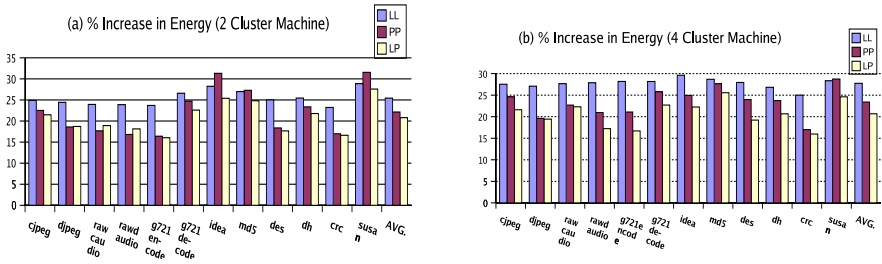 (a) % Increase in Energy (2 Cluster Machine)
LL
PP
LP
35
30
25
20
15
10
5
0
cjpeg
djpeg
raw
cau
dio
rawd
audio
g721
en-
code
g721
de-
code
idea
md5
des
dh
crc
susa
n
AVG.
(b) % Increase in Energy (4 Cluster Machine)
LL
PP
LP
30
25
20
15
10
5
0
cjpeg
djpeg
raw
cau
dio
rawd
audio
g721e
ncod
e
g721
de-
code
idea
md5
des
dh
crc
susa
n
AVG.